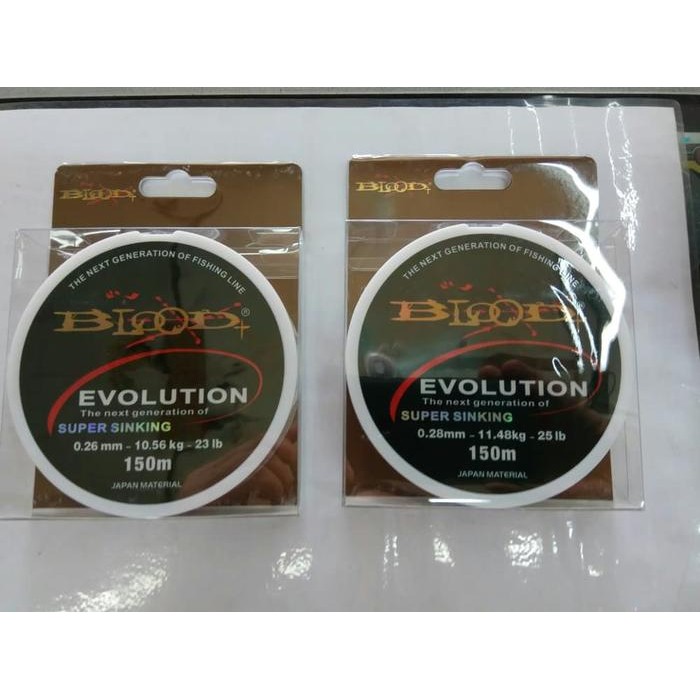 BLOOD
THE NEXT GENERATION OF FISHING LINE
BLOOD®
EVOLUTION
The next generation of
SUPER SINKING
0.26 mm - 10.56 kg - 23 lb
150m
JAPAN MATERIAL
BLOOD
THE NEXT GENERATION OF FISHING LINE
BLOOD
EVOLUTION
The next generation of
SUPER SINKING
0.28mm - 11.48kg - 25 lb
150m
JAPAN MATERIAL